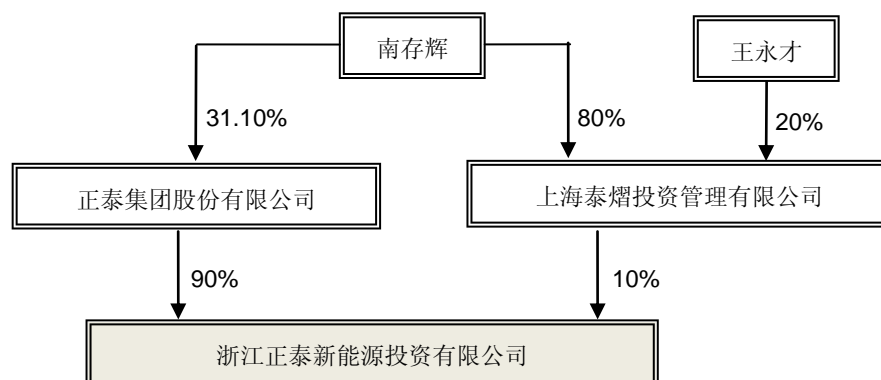 南存辉
王永才
31.10%
80%
20%
正泰集团股份有限公司
上海泰熠投资管理有限公司
90%
10%
浙江正泰新能源投资有限公司